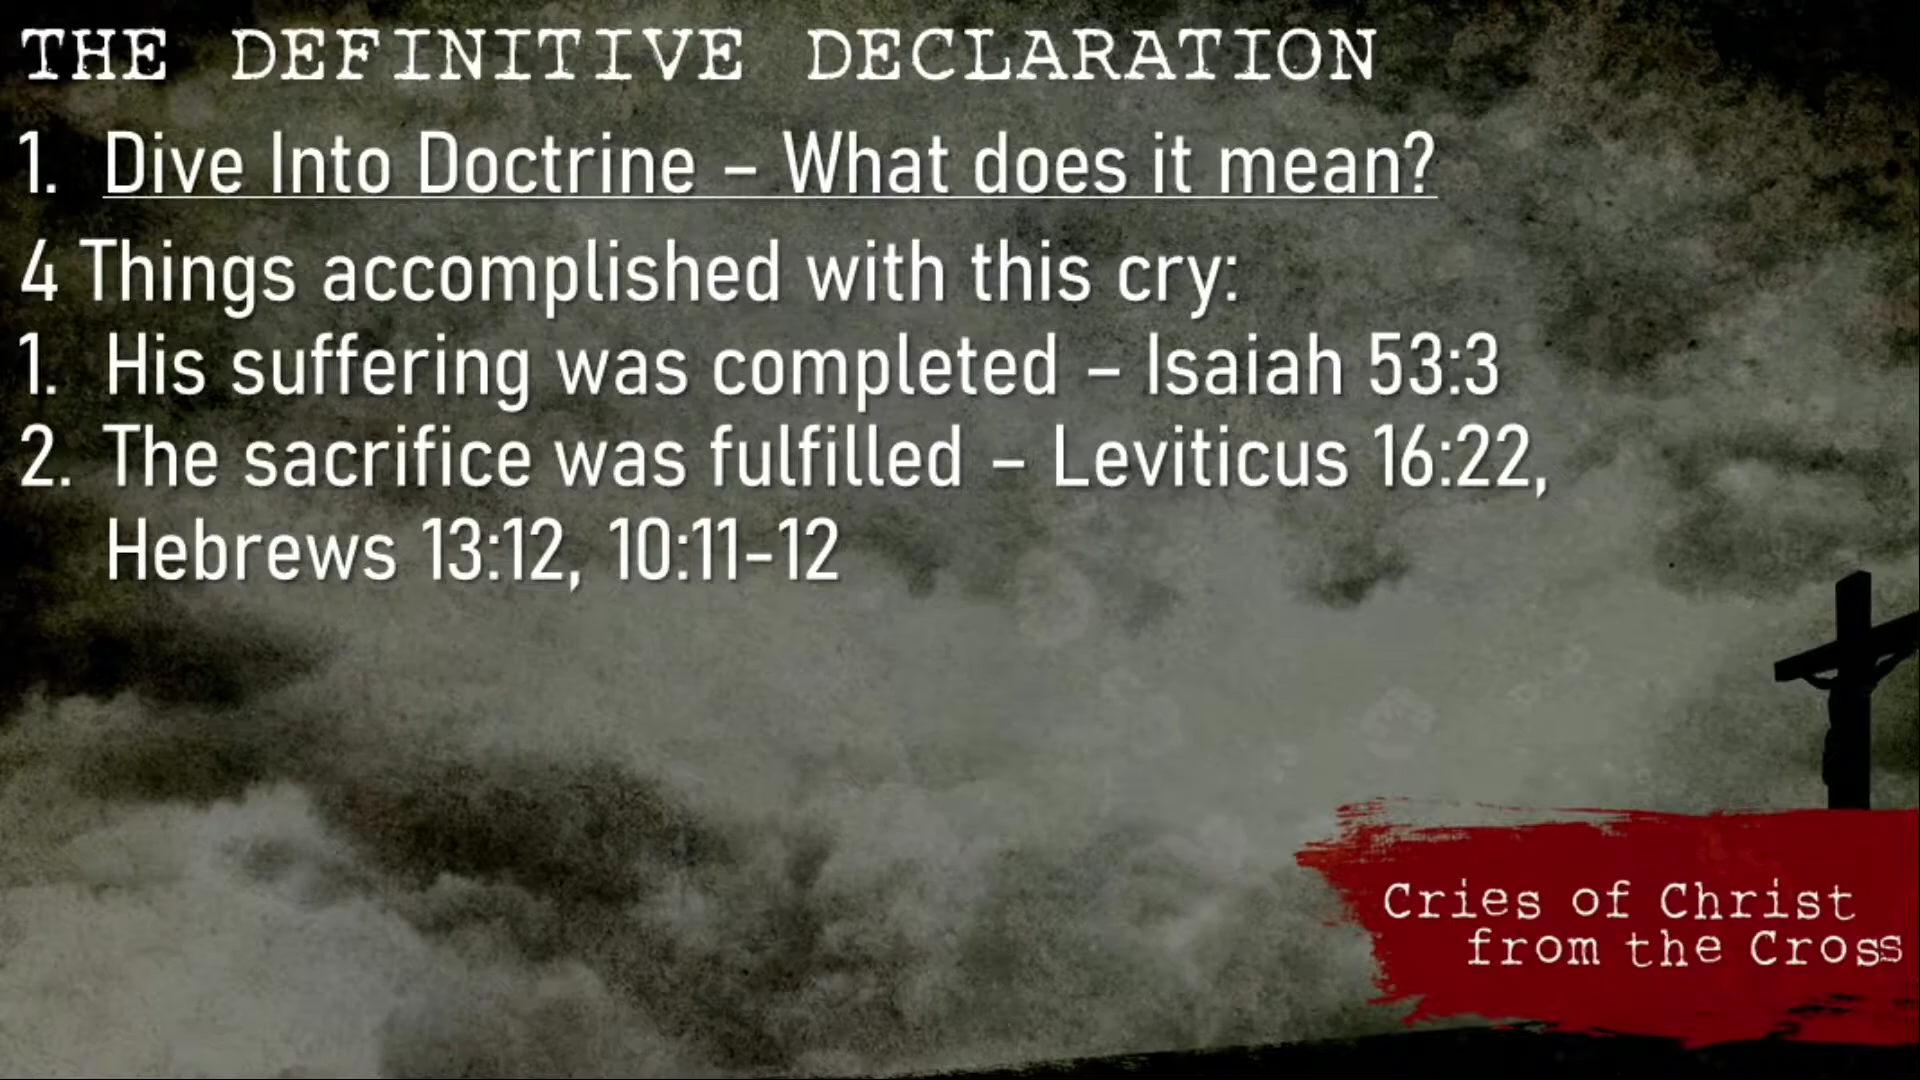 THE DEFINITIVE DECLARATION
1. Dive Into Doctrine – What does it mean?
4 Things accomplished with this cry:
1. His suffering was completed – Isaiah 53:3
2. The sacrifice was fulfilled – Leviticus 16:22,
Hebrews 13:12, 10:11-12
Cries of Christ
from the Cross